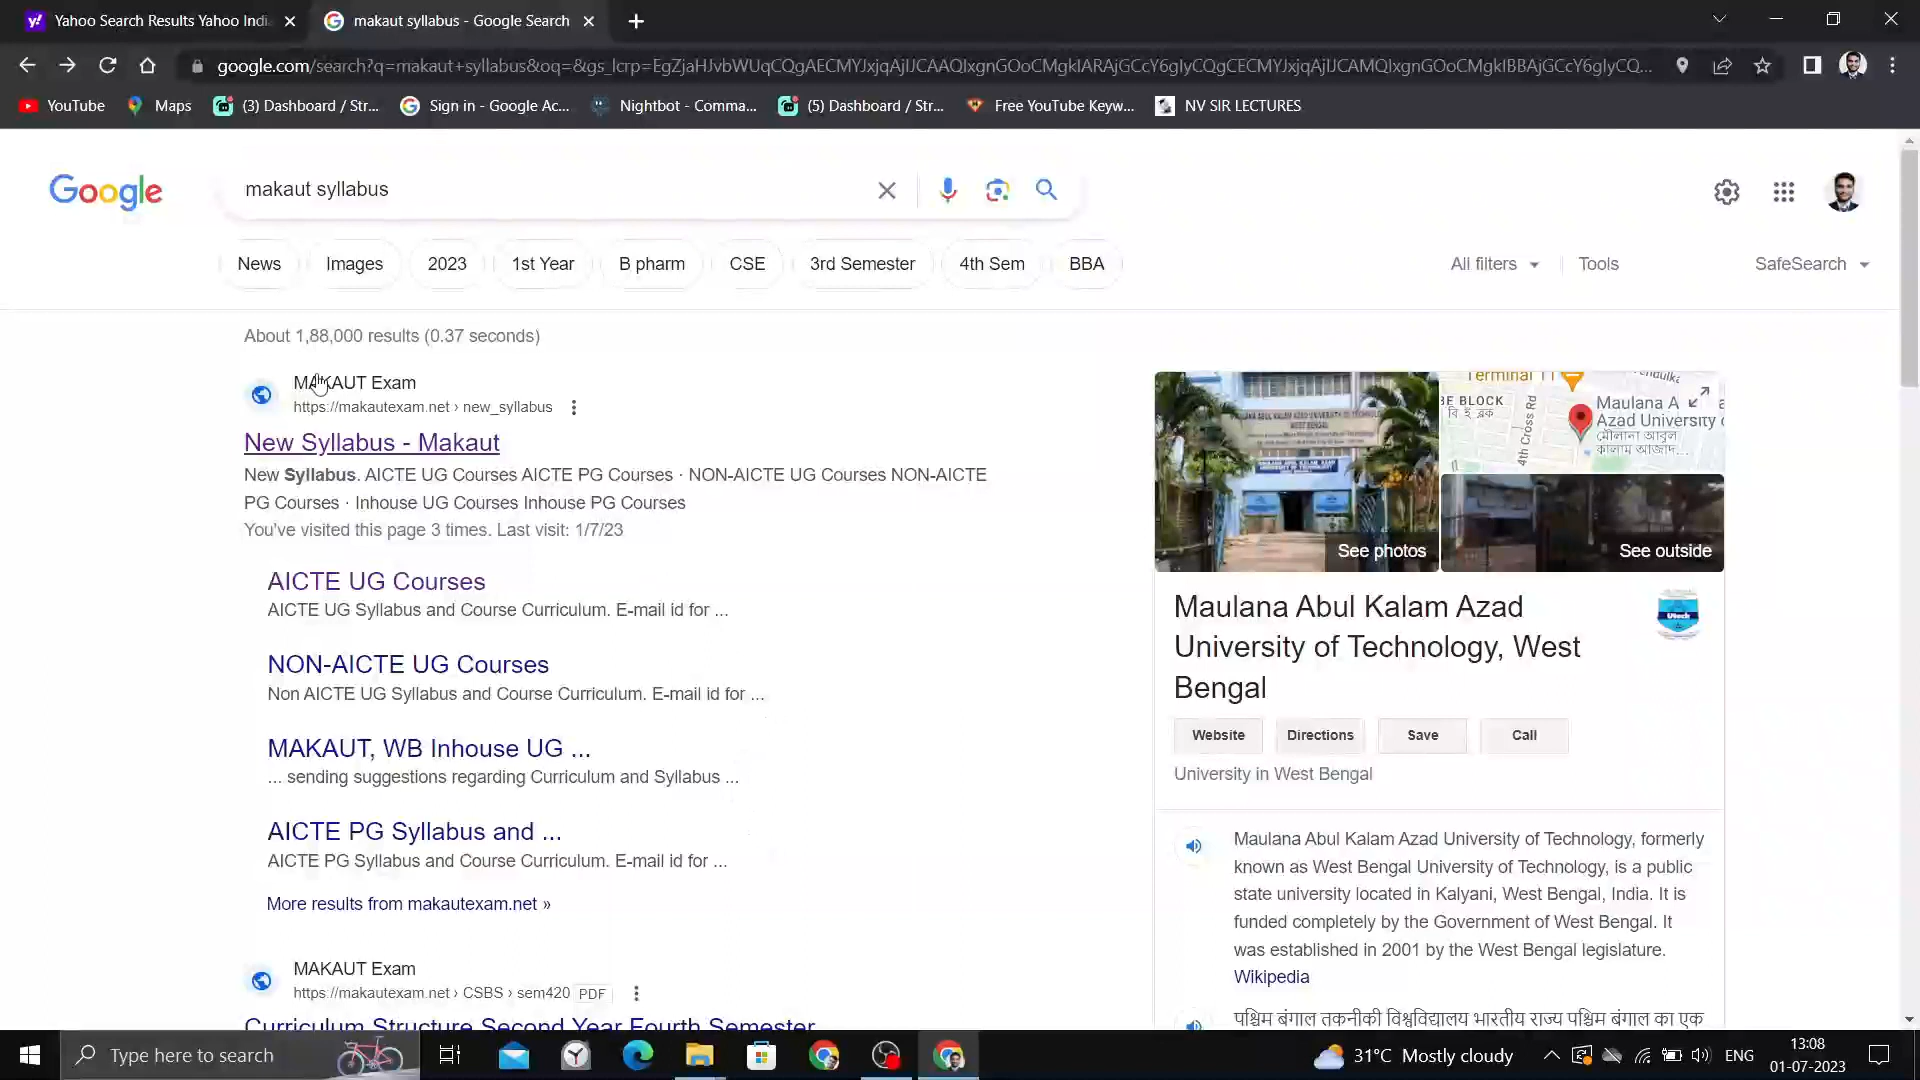 Yahoo Search Results Yahoo Indi
makaut syllabus - Google Search
google.com/search?q=makaut+syllabus&oq=&gs_lcrp=
YouTube
Maps
(3) Dashboard / Str...
Sign in - Google Ac...
Nightbot - Comma...
(5) Dashboard / Str...
Free YouTube Keyw...
NV SIR LECTURES
Google
makaut syllabus
News
Images
2023
1st Year
B pharm
CSE
3rd Semester
4th Sem
BBA
All filters
Tools
SafeSearch
About 1,88,000 results (0.37 seconds)
MAKAUT Exam
https://makautexam.net › new_syllabus
New Syllabus - Makaut
New Syllabus. AICTE UG Courses AICTE PG Courses · NON-AICTE UG Courses NON-AICTE
PG Courses · Inhouse UG Courses Inhouse PG Courses
You've visited this page 3 times. Last visit: 1/7/23
AICTE UG Courses
AICTE UG Syllabus and Course Curriculum. E-mail id for ...
NON-AICTE UG Courses
Non AICTE UG Syllabus and Course Curriculum. E-mail id for ...
MAKAUT, WB Inhouse UG ...
... sending suggestions regarding Curriculum and Syllabus ...
AICTE PG Syllabus and ...
AICTE PG Syllabus and Course Curriculum. E-mail id for ...
More results from makautexam.net »
MAKAUT Exam
https://makautexam.net › CSBS › sem420 PDF
Curriculum Structure Second Year Fourth Semester
Terminal 11
BE BLOCK
বি ই ব্লক
4th Cross Rd
Maulana A
Azad University
মৌলানা আবুল
কালাম আজাদ...
See photos
See outside
Maulana Abul Kalam Azad
University of Technology, West
Bengal
Utech
Website
Directions
Save
Call
University in West Bengal
Maulana Abul Kalam Azad University of Technology, formerly
known as West Bengal University of Technology, is a public
state university located in Kalyani, West Bengal, India. It is
funded completely by the Government of West Bengal. It
was established in 2001 by the West Bengal legislature.
Wikipedia
पश्चिम बंगाल तकनीकी विश्वविद्यालय भारतीय राज्य पश्चिम बंगाल का एक
Type here to search
31°C Mostly cloudy
ENG
13:08
01-07-2023